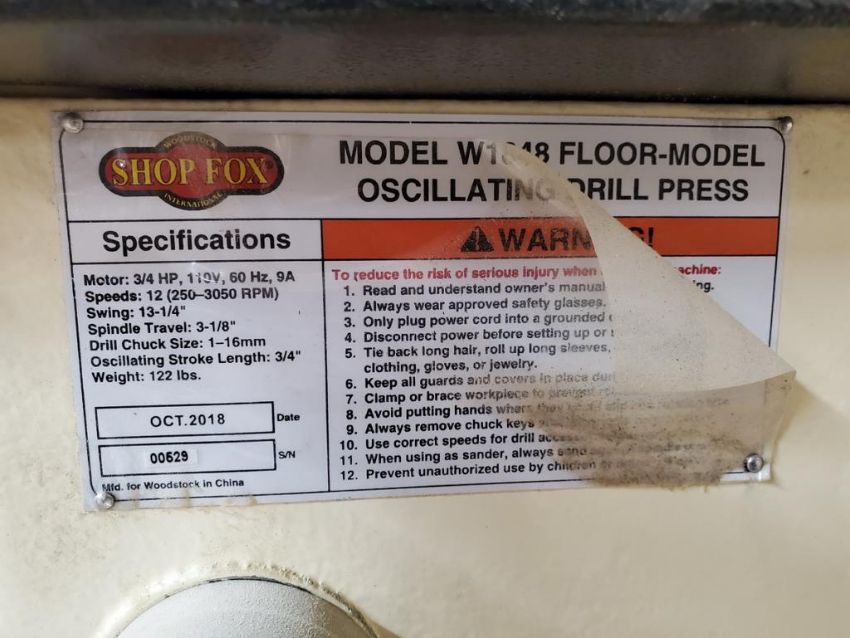 WOODSTOCK
SHOP FOX
INTERNATIONAL
MODEL W1848 FLOOR-MODEL
OSCILLATING DRILL PRESS
Specifications
Motor: 3/4 HP, 110V, 60 Hz, 9A
Speeds: 12 (250–3050 RPM)
Swing: 13-1/4"
Spindle Travel: 3-1/8"
Drill Chuck Size: 1–16mm
Oscillating Stroke Length: 3/4"
Weight: 122 lbs.
OCT.2018 Date
00629 S/N
Mfd. for Woodstock in China
WARNING!
To reduce the risk of serious injury when machine:
1. Read and understand owner's manual
2. Always wear approved safety glasses.
3. Only plug power cord into a grounded
4. Disconnect power before setting up or
5. Tie back long hair, roll up long sleeves,
clothing, gloves, or jewelry.
6. Keep all guards and covers in place
7. Clamp or brace workpiece to prevent
8. Avoid putting hands where they
9. Always remove chuck keys
10. Use correct speeds for drill
11. When using as sander, always
12. Prevent unauthorized use by children or